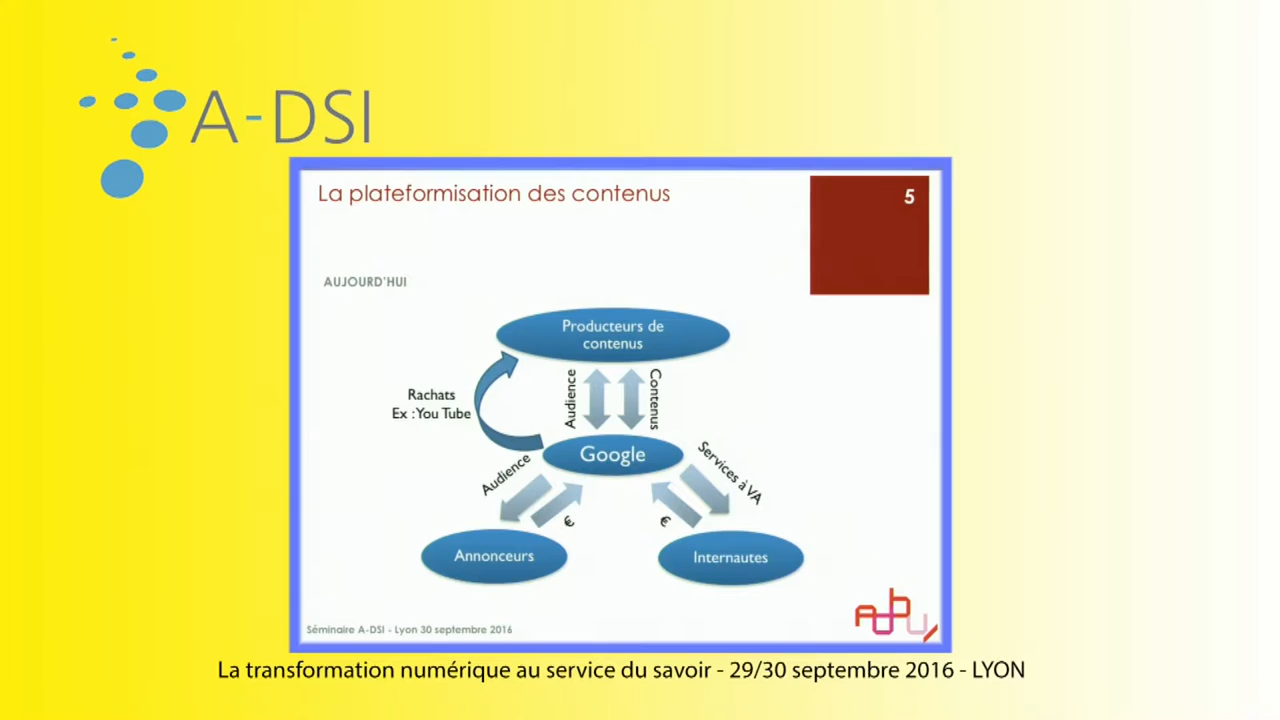 A-DSI
La plateformisation des contenus
5
AUJOURD'HUI
Producteurs de
contenus
Rachats
Ex : You Tube
Audience
Contenus
Google
Audience
€
€
Services à VA
Annonceurs
Internautes
Séminaire A-DSI - Lyon 30 septembre 2016
Adbu/
La transformation numérique au service du savoir - 29/30 septembre 2016 - LYON